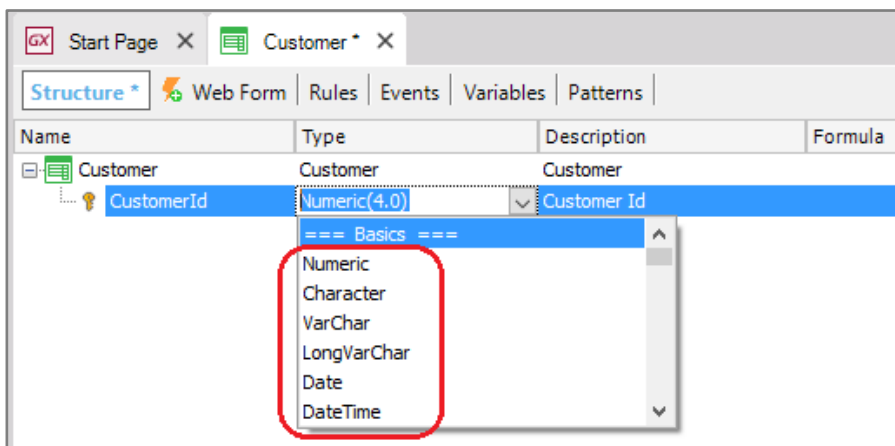 GX Start Page Customer *
Structure * Web Form Rules Events Variables Patterns
Name Type Description Formula
Customer Customer Customer
CustomerId Numeric(4.0) Customer Id
=== Basics ===
Numeric
Character
VarChar
LongVarChar
Date
DateTime